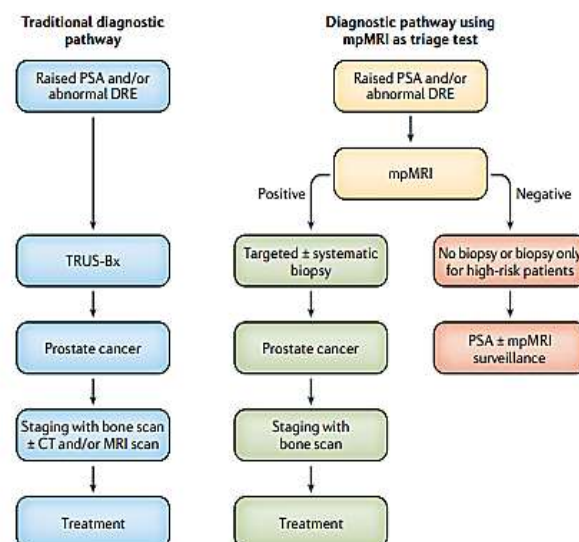 Traditional diagnostic
pathway
Raised PSA and/or
abnormal DRE
TRUS-Bx
Prostate cancer
Staging with bone scan
± CT and/or MRI scan
Treatment
Diagnostic pathway using
mpMRI as triage test
Raised PSA and/or
abnormal DRE
mpMRI
Positive
Negative
Targeted ± systematic
biopsy
No biopsy or biopsy only
for high-risk patients
Prostate cancer
PSA ± mpMRI
surveillance
Staging with
bone scan
Treatment